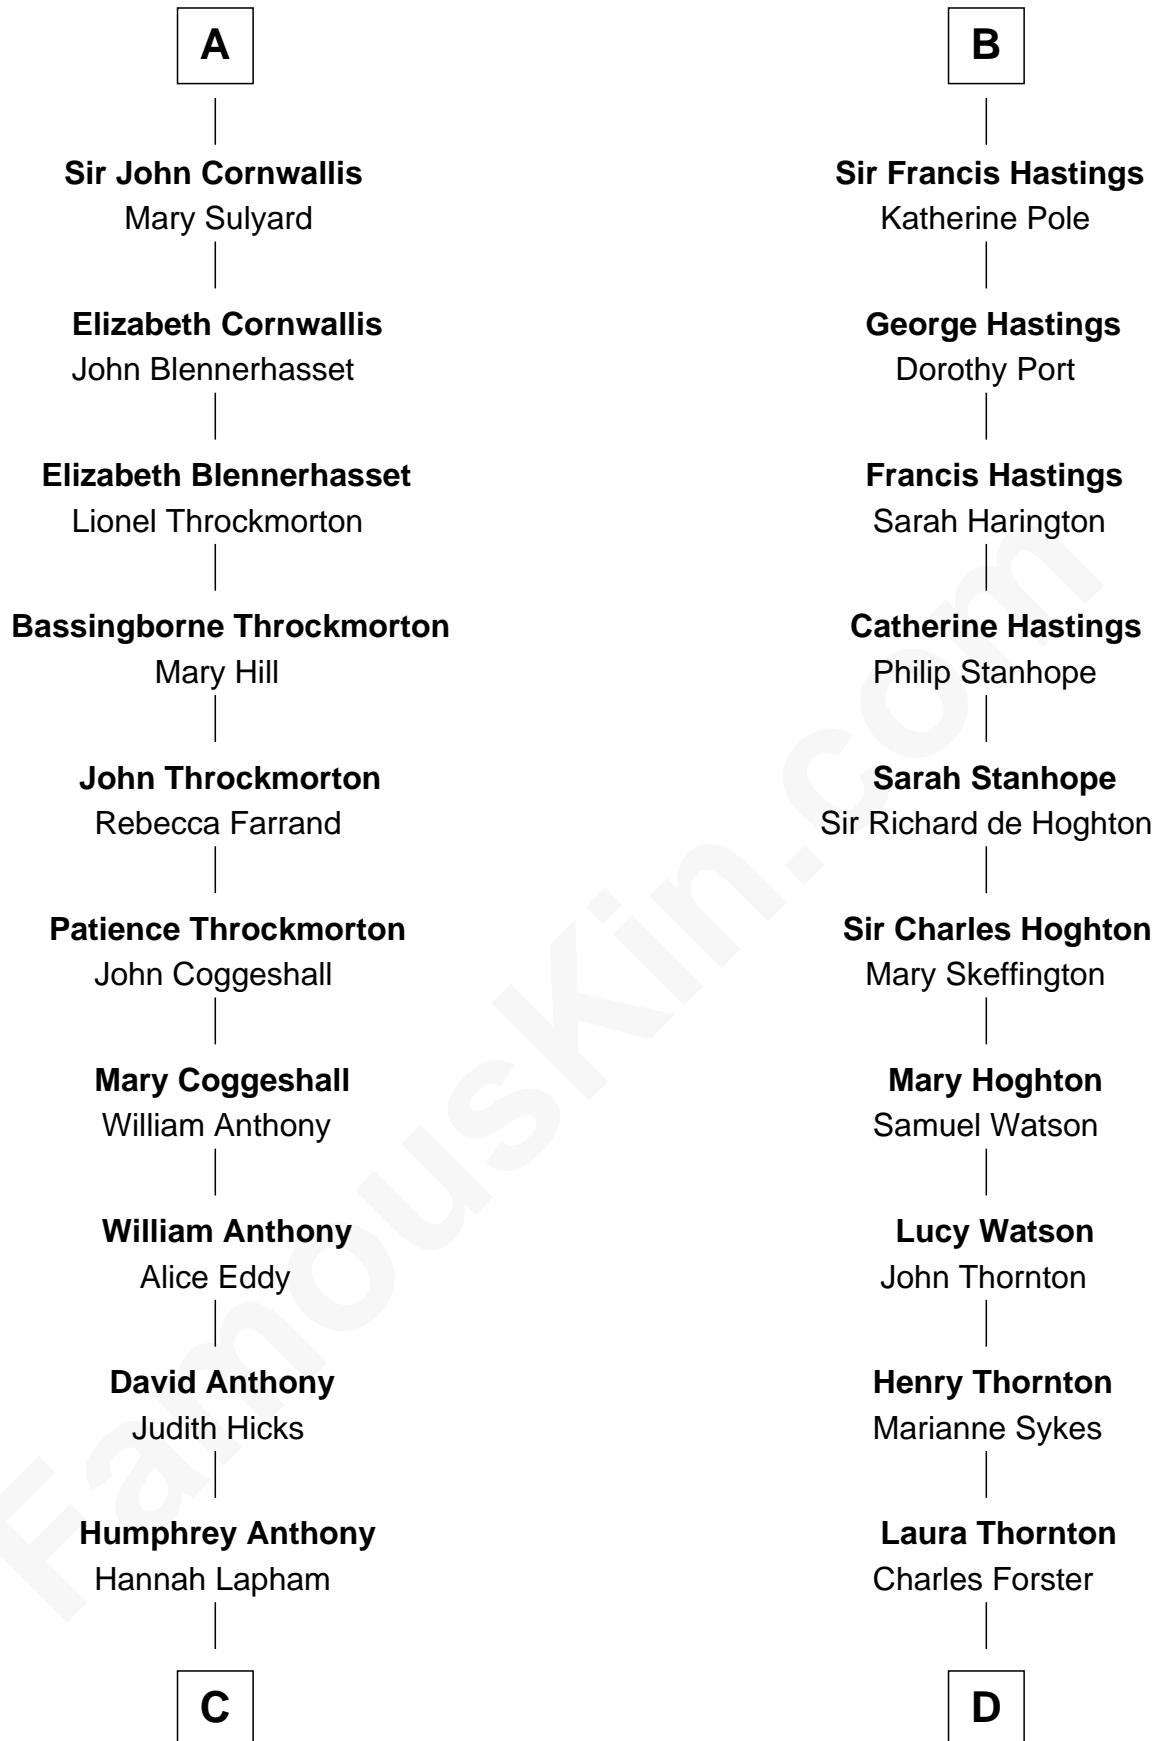 A
Sir John Cornwallis
Mary Sulyard
Elizabeth Cornwallis
John Blennerhasset
Elizabeth Blennerhasset
Lionel Throckmorton
Bassingborne Throckmorton
Mary Hill
John Throckmorton
Rebecca Farrand
Patience Throckmorton
John Coggeshall
Mary Coggeshall
William Anthony
William Anthony
Alice Eddy
David Anthony
Judith Hicks
Humphrey Anthony
Hannah Lapham
C
B
Sir Francis Hastings
Katherine Pole
George Hastings
Dorothy Port
Francis Hastings
Sarah Harington
Catherine Hastings
Philip Stanhope
Sarah Stanhope
Sir Richard de Hoghton
Sir Charles Hoghton
Mary Skeffington
Mary Hoghton
Samuel Watson
Lucy Watson
John Thornton
Henry Thornton
Marianne Sykes
Laura Thornton
Charles Forster
D
FamousKin.com